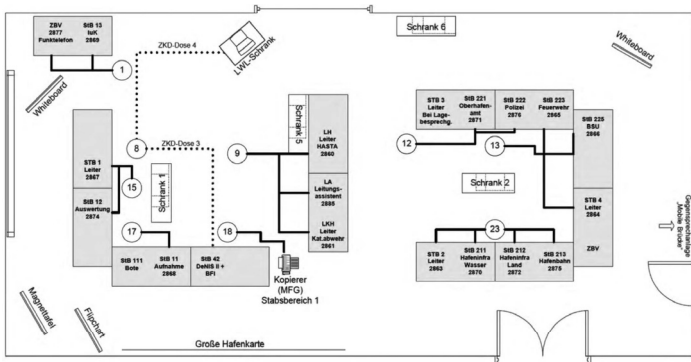 ZBV
2877
Funktelefon
StB 13
IuK
2869
1
Whiteboard
ZKD-Dose 4
LWL-Schrank
Schrank 6
Whiteboard
8
ZKD-Dose 3
STB 1
Leiter
2867
15
StB 12
Auswertung
2874
Schrank 1
17
18
StB 111
Bote
StB 11
Aufnahme
2868
StB 42
DeNIS II +
BFI
Kopierer
(MFG)
Stabsbereich 1
9
Schrank 5
LH
Leiter
HASTA
2860
LA
Leitungs-
assistent
2885
LKH
Leiter
Kat.abwehr
2861
STB 3
Leiter
Bei Lage-
besprechg.
StB 221
Oberhafen-
amt
2871
StB 222
Polizei
2876
StB 223
Feuerwehr
2865
StB 225
BSU
2866
12
13
Schrank 2
STB 4
Leiter
2864
ZBV
23
STB 2
Leiter
2863
StB 211
Hafeninfra
Wasser
2870
StB 212
Hafeninfra
Land
2872
StB 213
Hafenbahn
2875
Gegensprechanlage
„Mobile Brücke"
Magnettafel
Flipchart
Große Hafenkarte